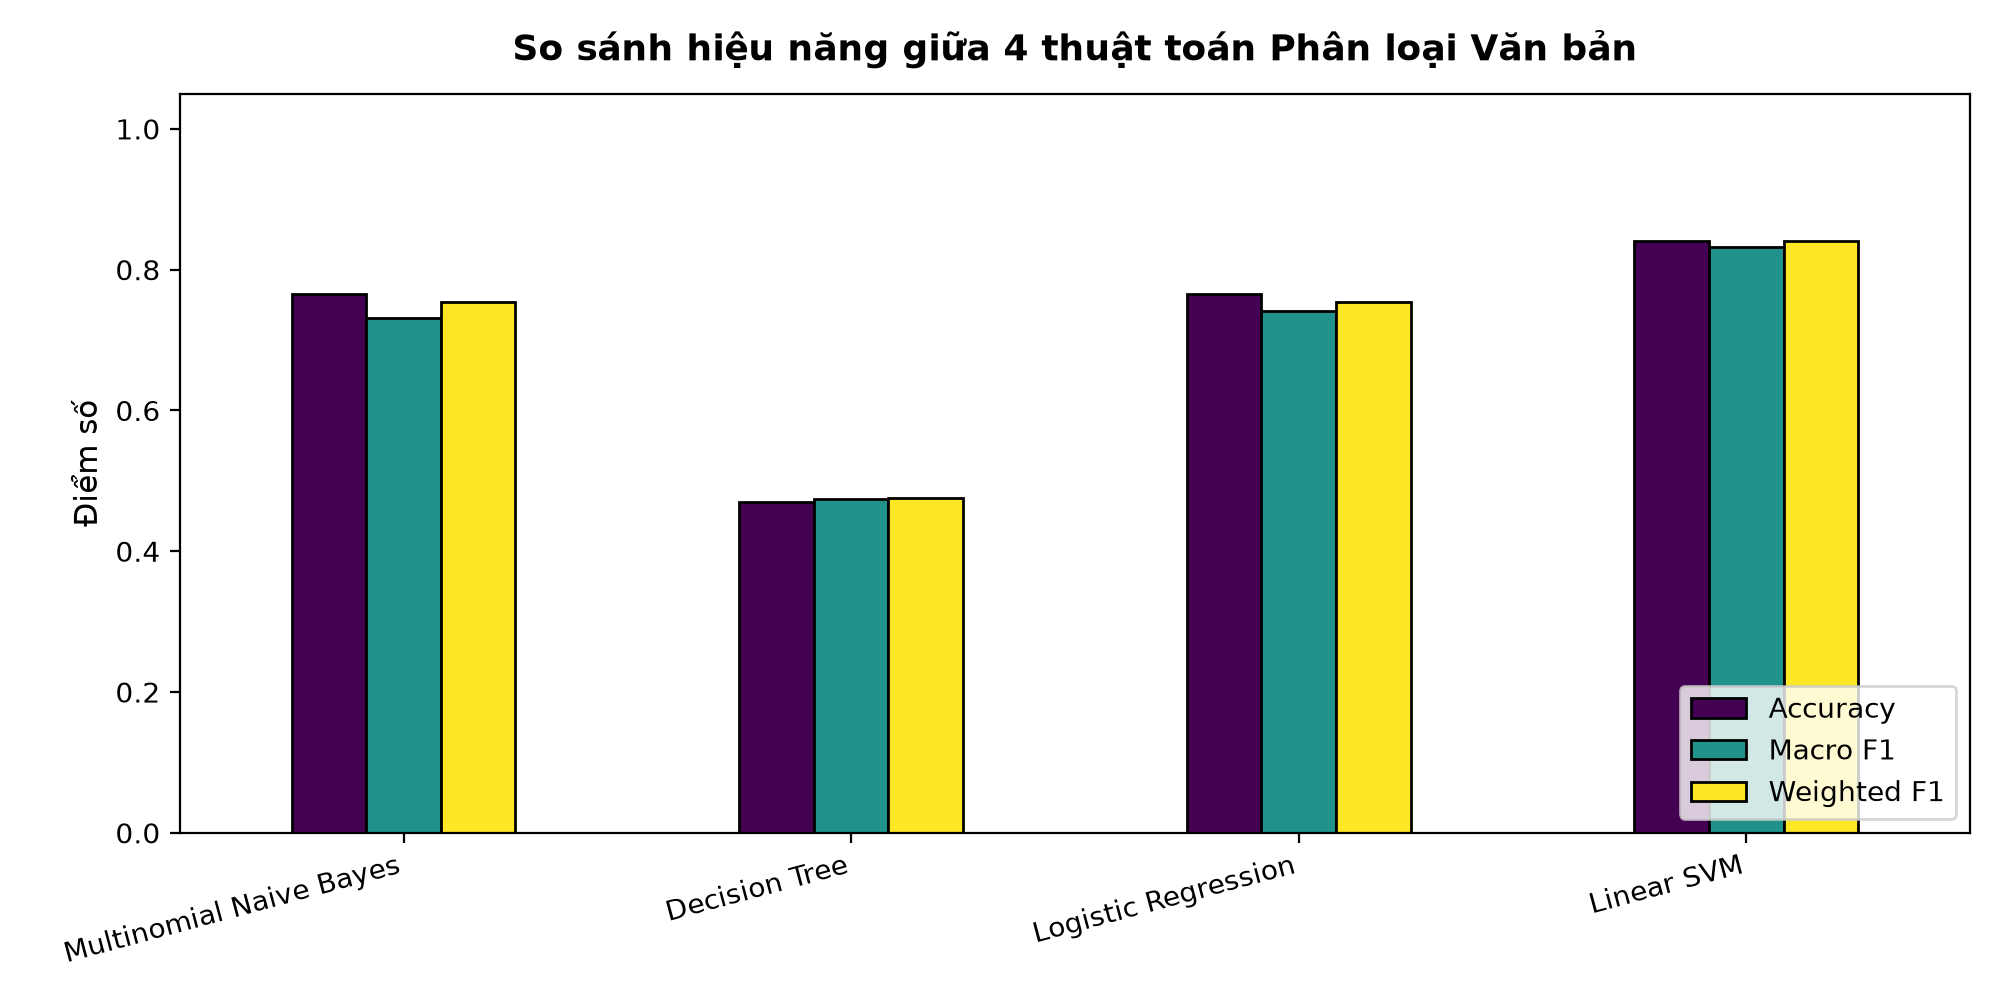 So sánh hiệu năng giữa 4 thuật toán Phân loại Văn bản
Điểm số
1.0
0.8
0.6
0.4
0.2
0.0
Multinomial Naive Bayes
Decision Tree
Logistic Regression
Linear SVM
Accuracy
Macro F1
Weighted F1